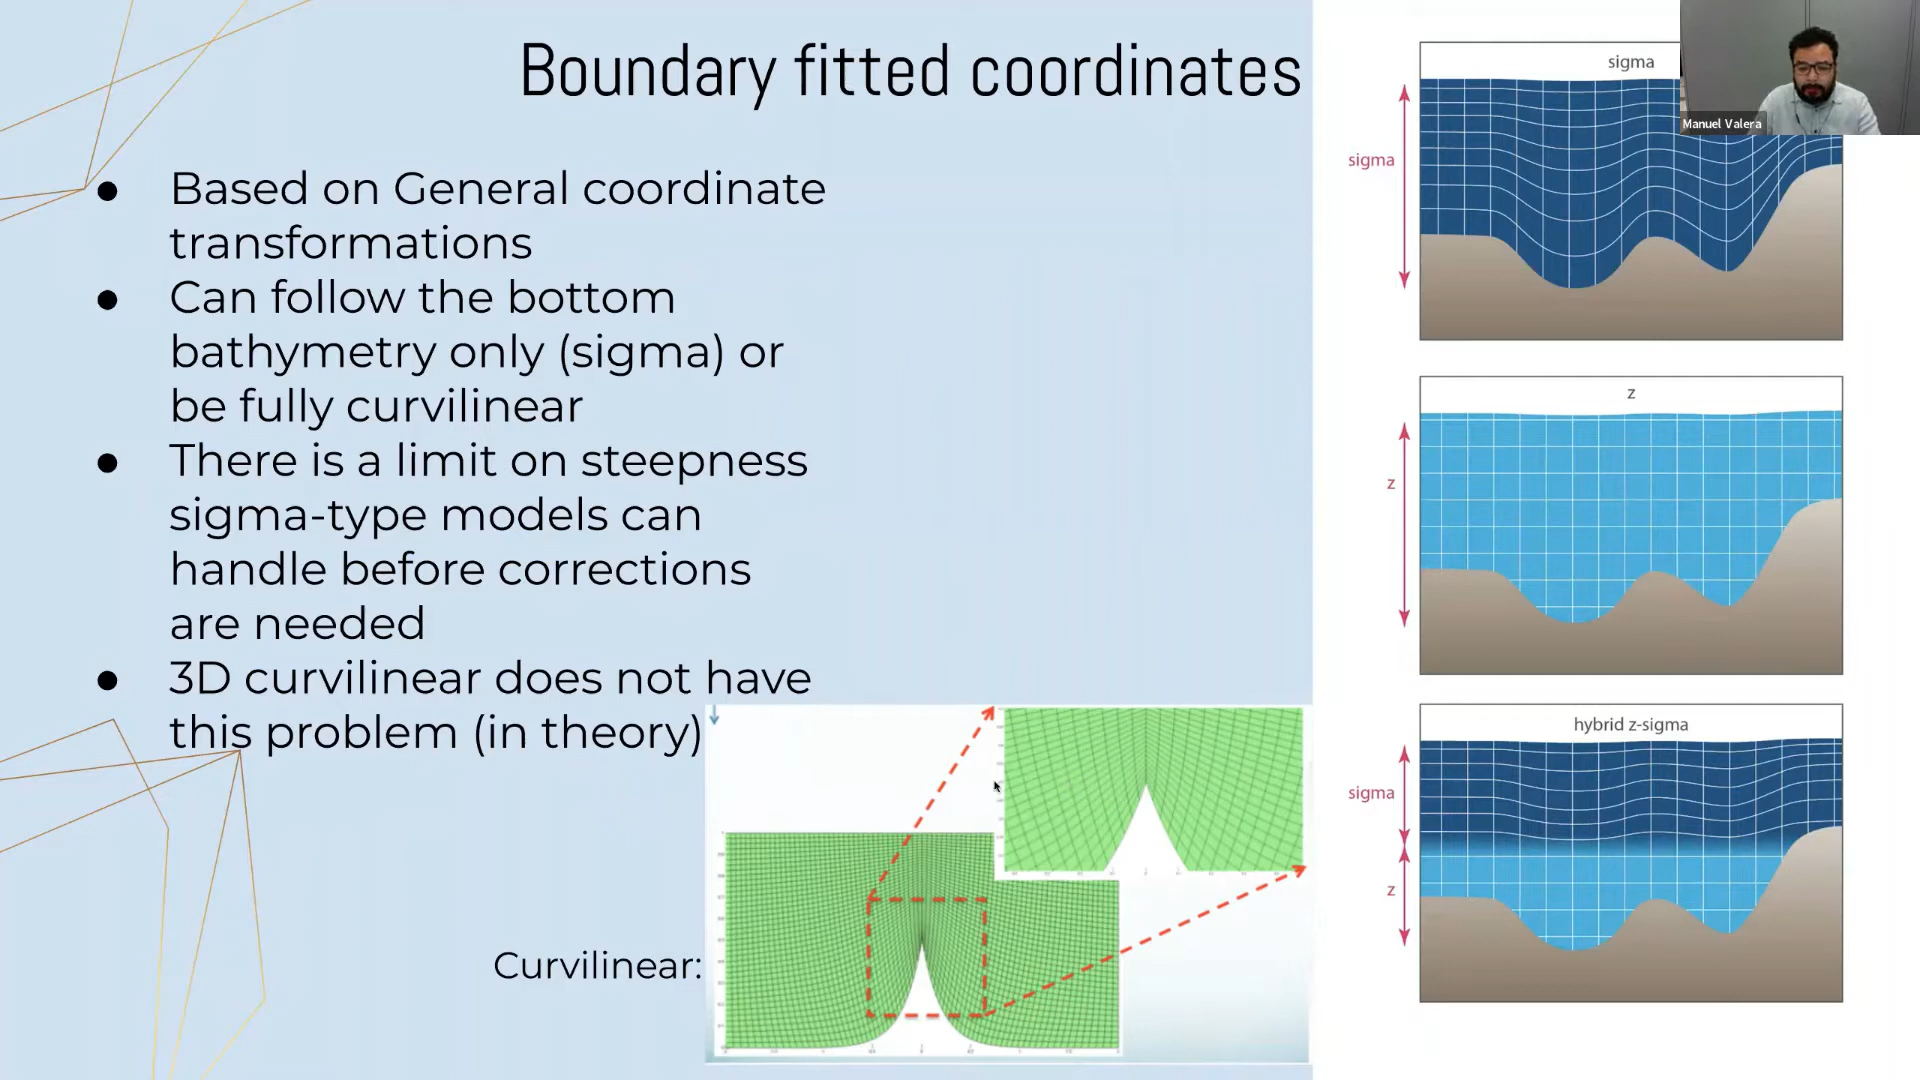 Boundary fitted coordinates
● Based on General coordinate
transformations
● Can follow the bottom
bathymetry only (sigma) or
be fully curvilinear
● There is a limit on steepness
sigma-type models can
handle before corrections
are needed
● 3D curvilinear does not have
this problem (in theory)
Curvilinear:
sigma
sigma
Manuel Valera
z
z
hybrid z-sigma
sigma
z